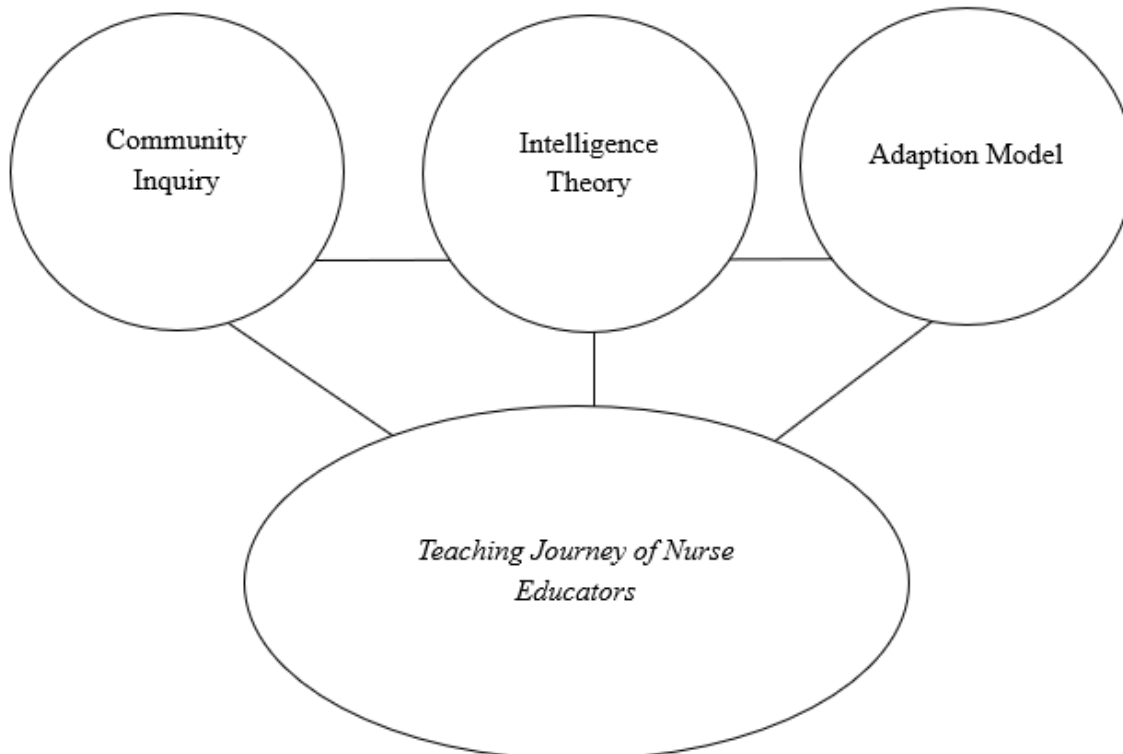 Community
Inquiry
Intelligence
Theory
Adaption Model
Teaching Journey of Nurse
Educators